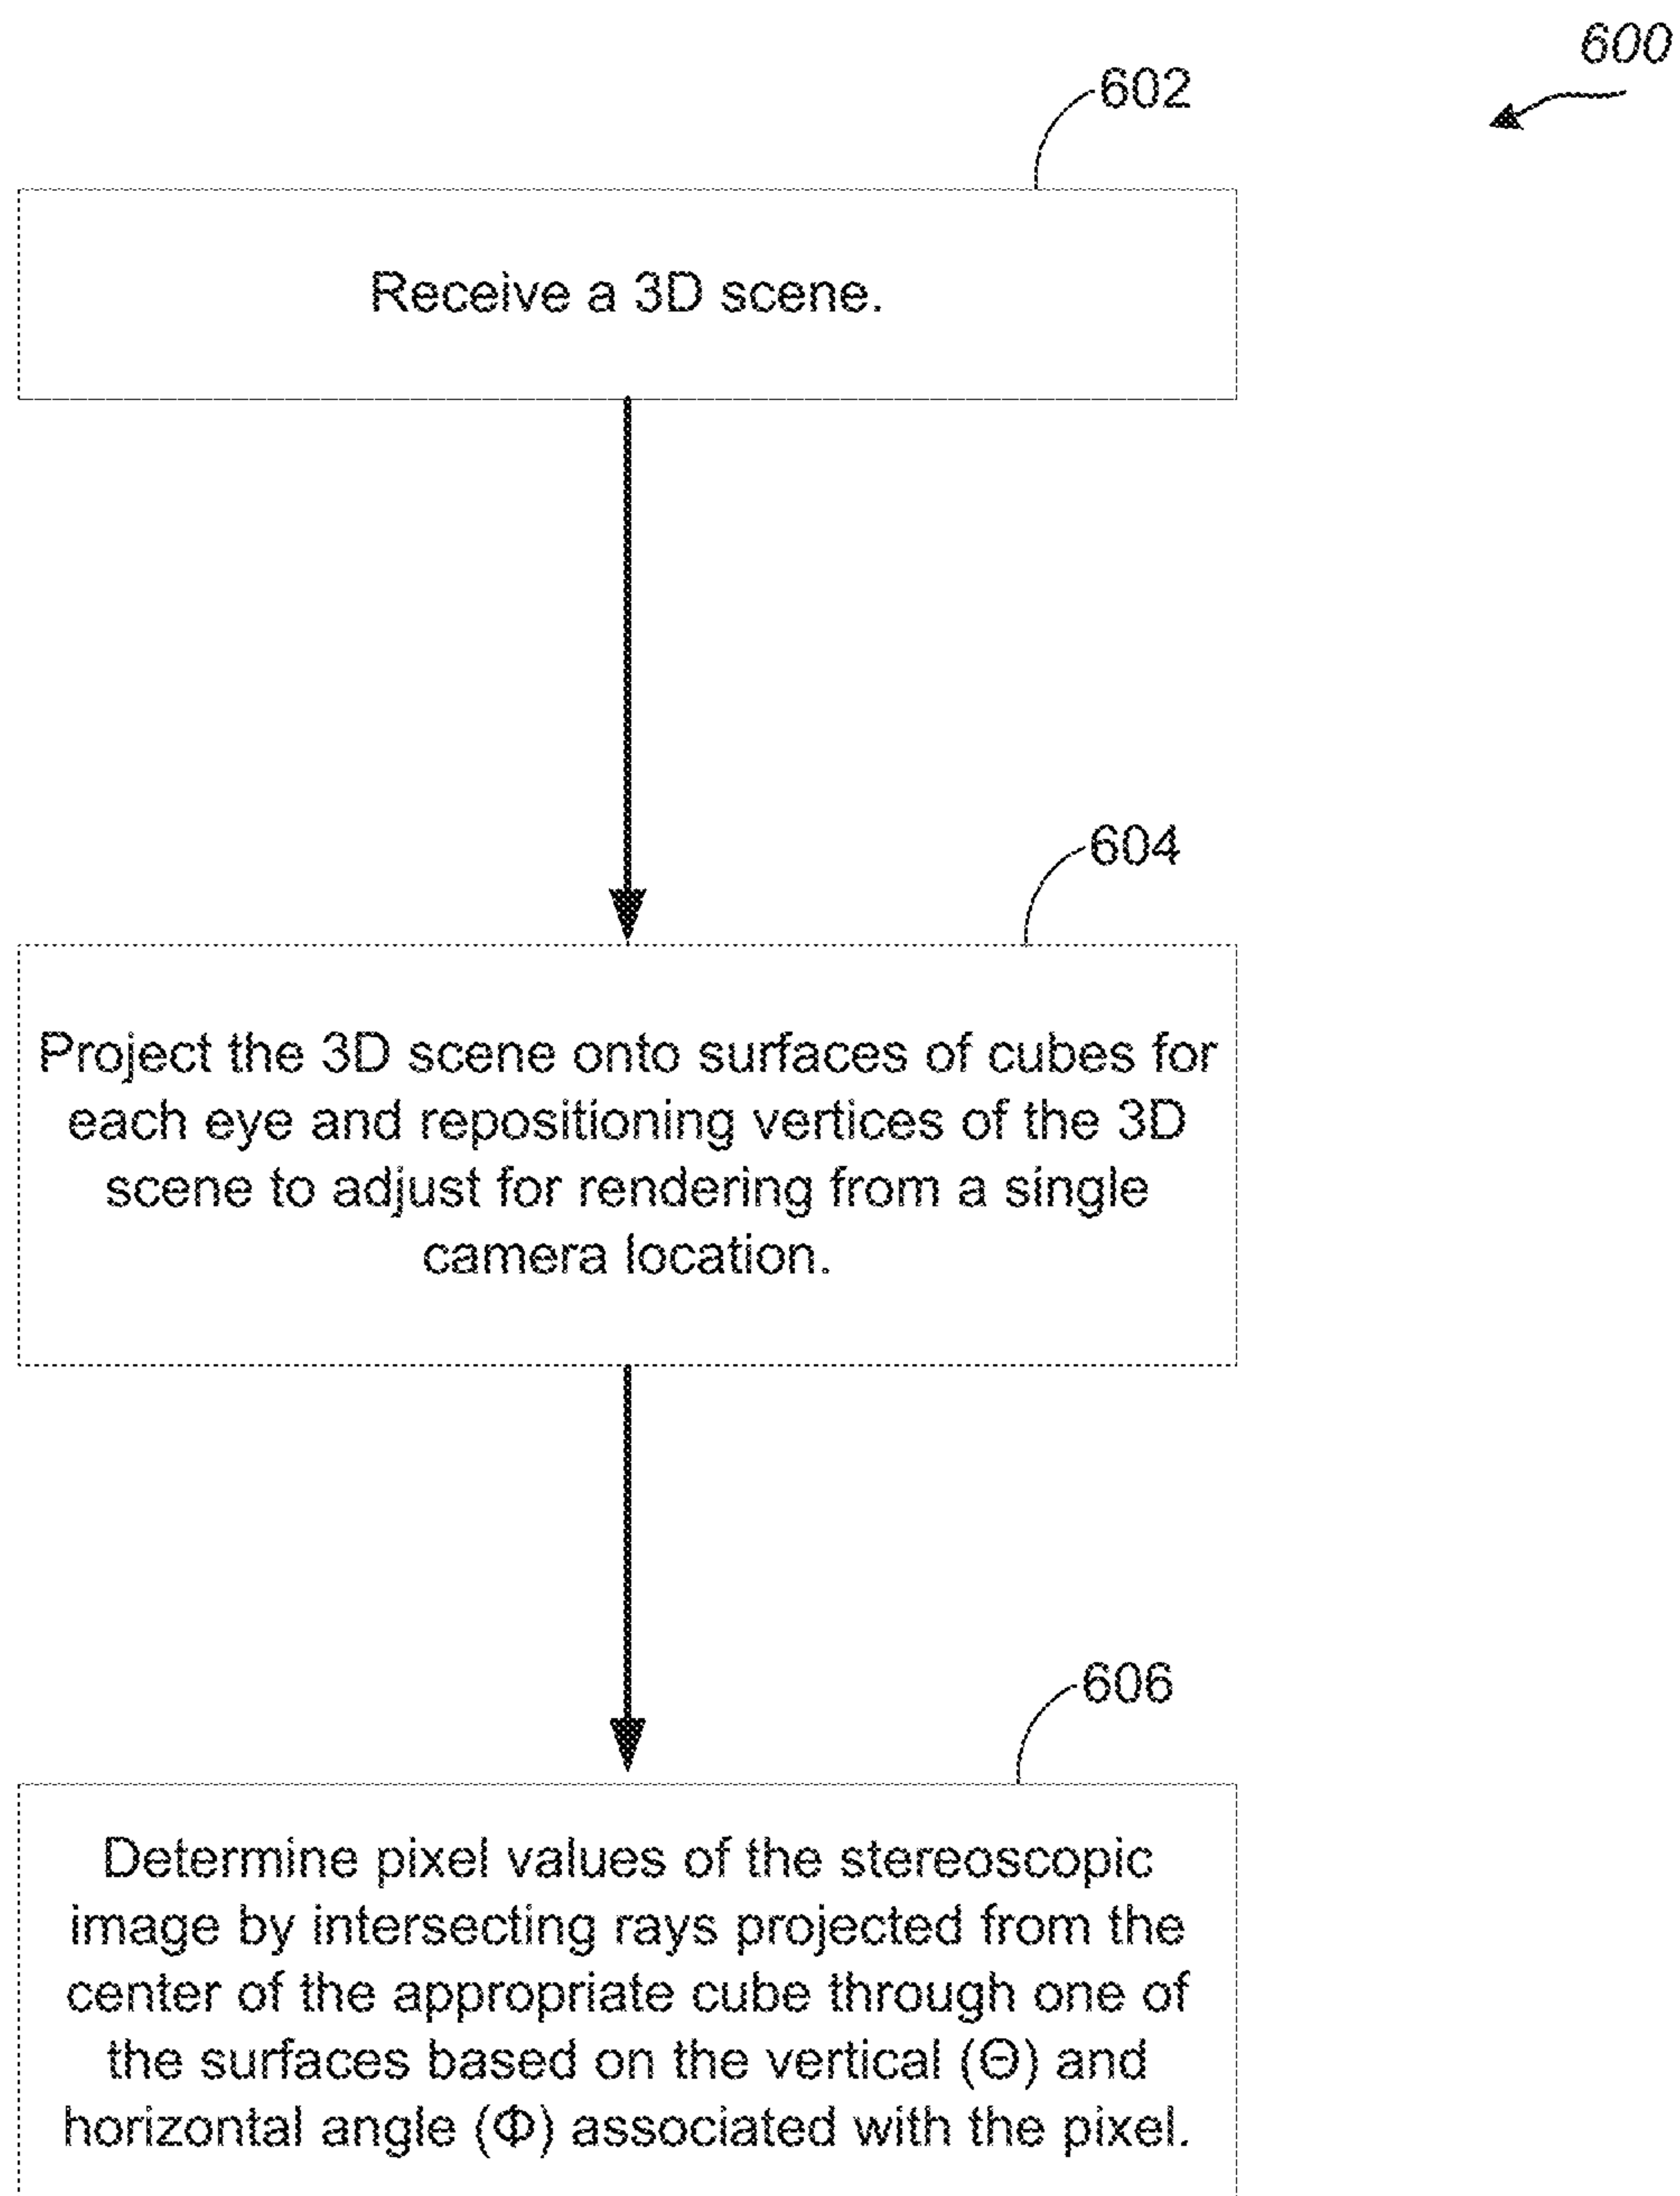 600
602
Receive a 3D scene.
604
Project the 3D scene onto surfaces of cubes for
each eye and repositioning vertices of the 3D
scene to adjust for rendering from a single
camera location.
606
Determine pixel values of the stereoscopic
image by intersecting rays projected from the
center of the appropriate cube through one of
the surfaces based on the vertical (Θ) and
horizontal angle (Φ) associated with the pixel.